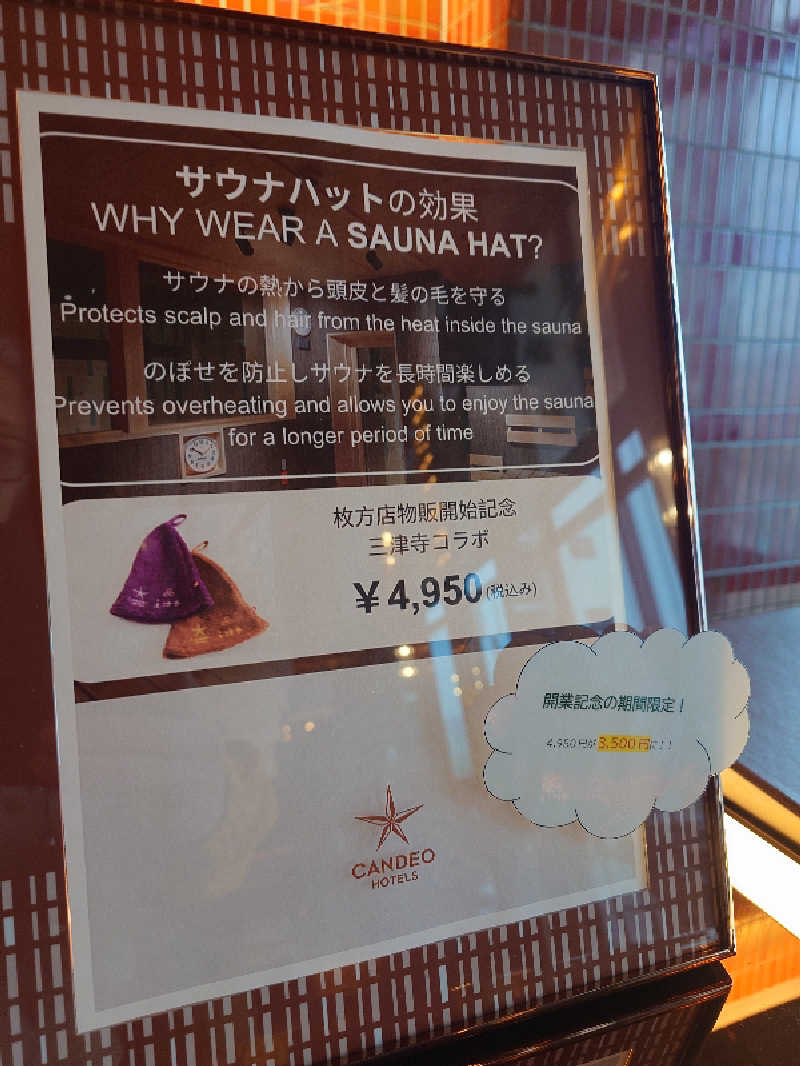 サウナハットの効果
WHY WEAR A SAUNA HAT?
サウナの熱から頭皮と髪の毛を守る
Protects scalp and hair from the heat inside the sauna
のぼせを防止しサウナを長時間楽しめる
Prevents overheating and allows you to enjoy the sauna
for a longer period of time
枚方店物販開始記念
三津寺コラボ
￥4,950(税込み)
開業記念の期間限定！
4,950円が3,500円に！！
CANDEO
HOTELS